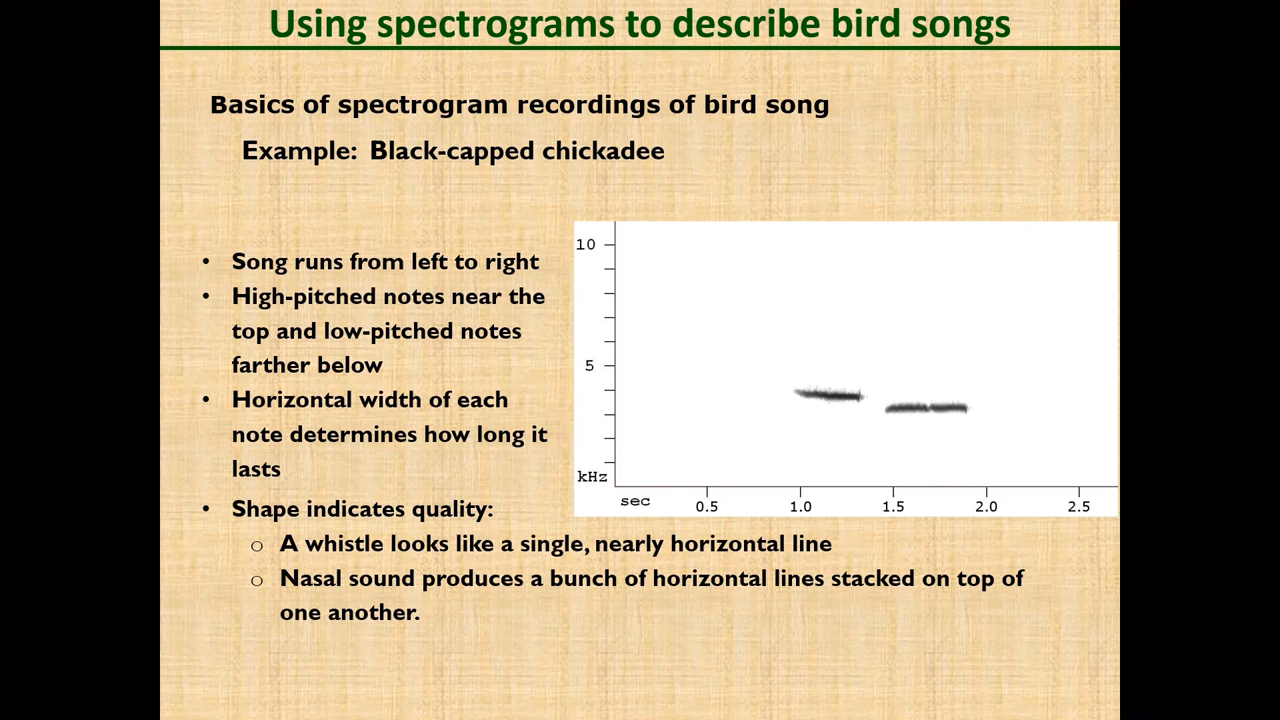 Using spectrograms to describe bird songs
Basics of spectrogram recordings of bird song
Example: Black-capped chickadee
• Song runs from left to right
• High-pitched notes near the
top and low-pitched notes
farther below
• Horizontal width of each
note determines how long it
lasts
• Shape indicates quality:
o A whistle looks like a single, nearly horizontal line
o Nasal sound produces a bunch of horizontal lines stacked on top of
one another.
10
5
kHz
sec 0.5 1.0 1.5 2.0 2.5